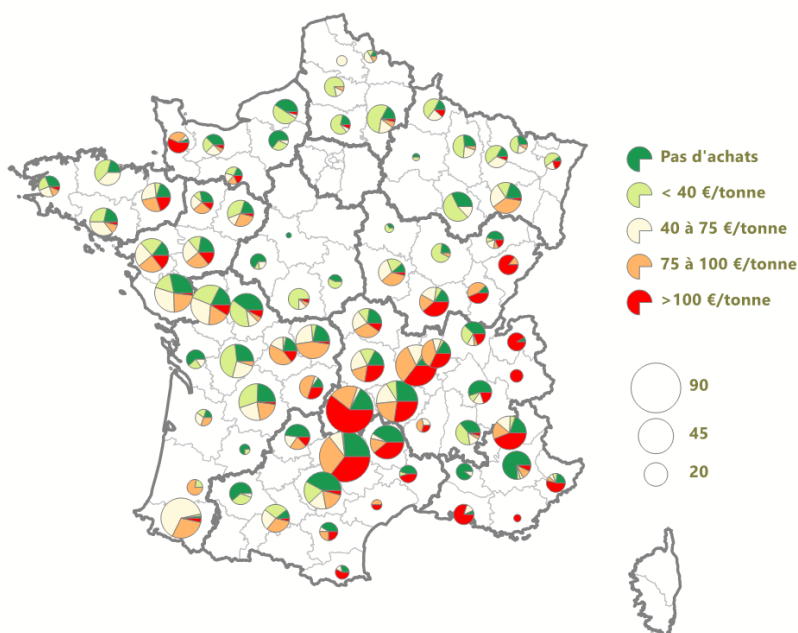 Pas d'achats
< 40 €/tonne
40 à 75 €/tonne
75 à 100 €/tonne
>100 €/tonne
90
45
20